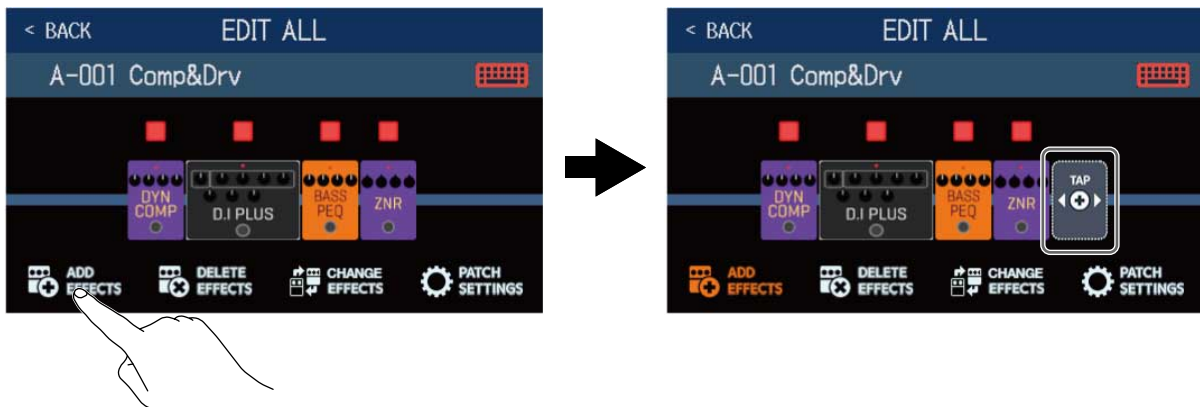 < BACK EDIT ALL
A-001 Comp&Drv
DYN
COMP
D.I PLUS
BASS
PEQ
ZNR
ADD
EFFECTS
DELETE
EFFECTS
CHANGE
EFFECTS
PATCH
SETTINGS
< BACK EDIT ALL
A-001 Comp&Drv
DYN
COMP
D.I PLUS
BASS
PEQ
ZNR
TAP
ADD
EFFECTS
DELETE
EFFECTS
CHANGE
EFFECTS
PATCH
SETTINGS